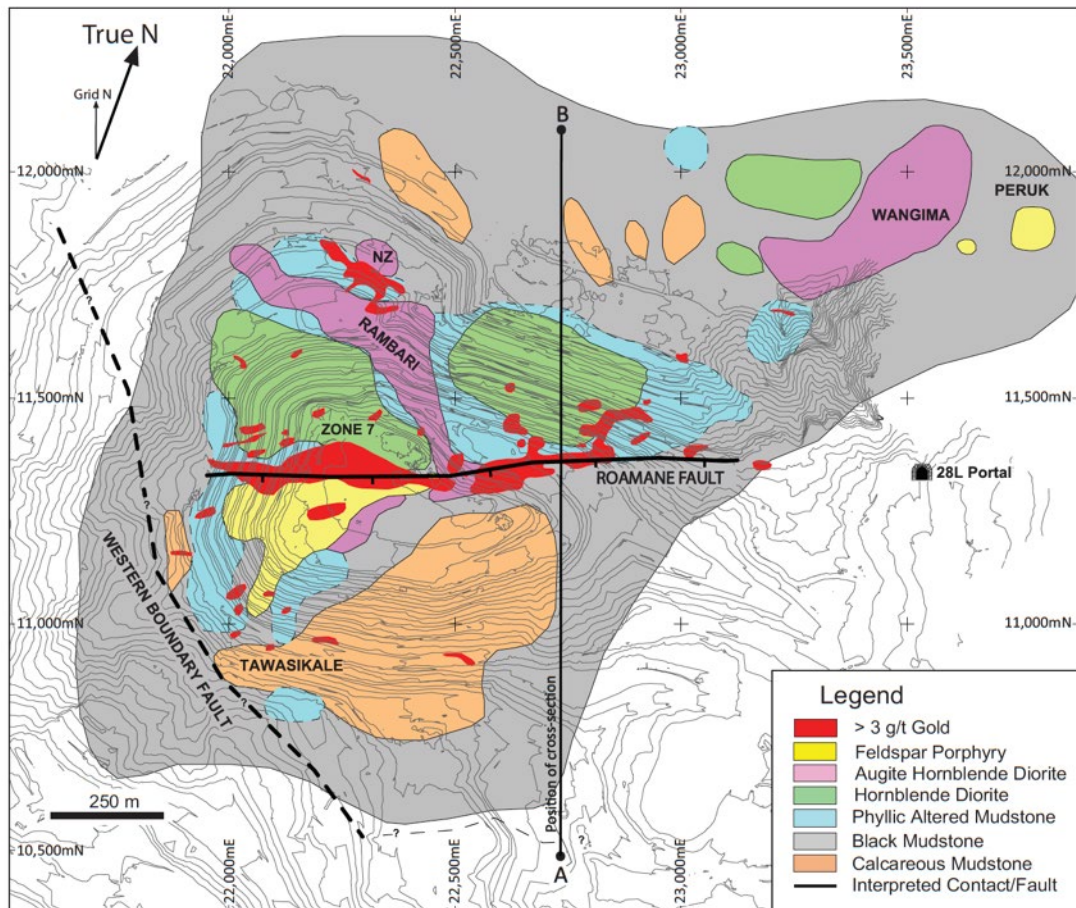 True N
Grid N
22,000mE
22,500mE
23,000mE
23,500mE
B
12,000mN
12,000mN
PERUK
WANGIMA
NZ
RAMBARI
?
11,500mN
11,500mN
ZONE 7
ROAMANE FAULT
28L Portal
?
WESTERN BOUNDARY FAULT
11,000mN
11,000mN
TAWASIKALE
?
250 m
Position of cross-section
?
?
10,500mN
A
22,000mE
22,500mE
23,000mE
Legend
> 3 g/t Gold
Feldspar Porphyry
Augite Hornblende Diorite
Hornblende Diorite
Phyllic Altered Mudstone
Black Mudstone
Calcareous Mudstone
Interpreted Contact/Fault